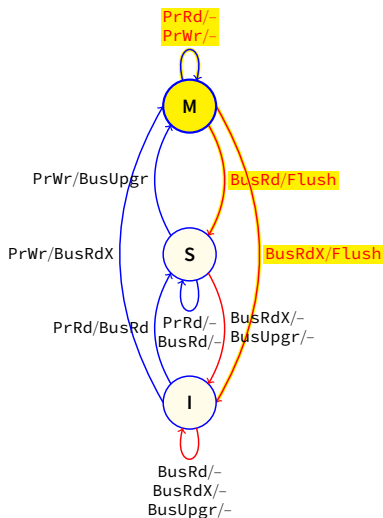 PrRd/–
PrWr/–
M
PrWr/BusUpgr
BusRd/Flush
PrWr/BusRdX
S
BusRdX/Flush
PrRd/BusRd
PrRd/–
BusRd/–
BusRdX/–
BusUpgr/–
I
BusRd/–
BusRdX/–
BusUpgr/–